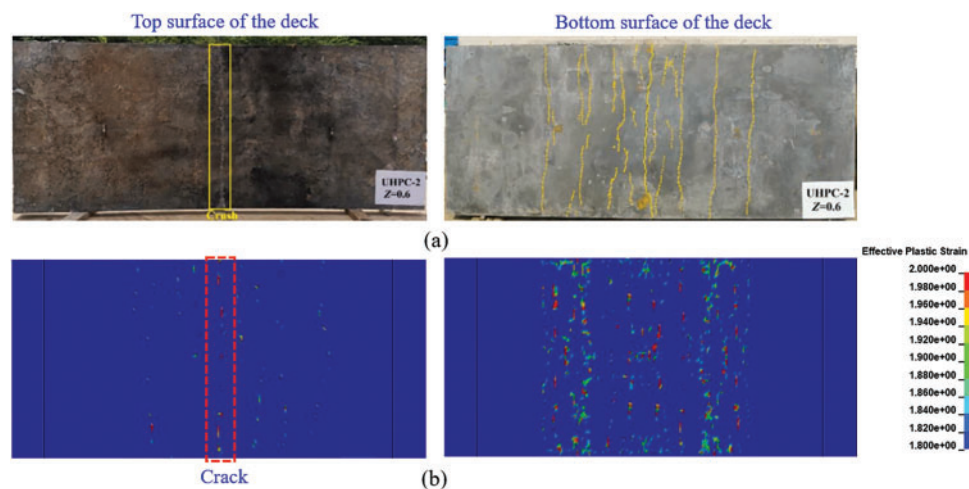 Top surface of the deck
Bottom surface of the deck
UHPC-2
Z=0.6
Crush
UHPC-2
Z=0.6
(a)
Effective Plastic Strain
2.000e+00
1.980e+00
1.960e+00
1.940e+00
1.920e+00
1.900e+00
1.880e+00
1.860e+00
1.840e+00
1.820e+00
1.800e+00
Crack
(b)